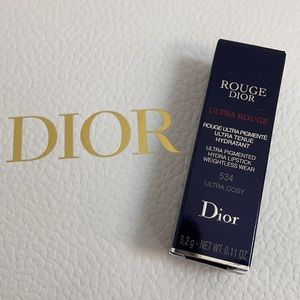 DIOR
ROUGE
DIOR
ULTRA ROUGE
ROUGE ULTRA PIGMENTÉ
ULTRA TENUE
HYDRATANT
ULTRA PIGMENTED
HYDRA LIPSTICK
WEIGHTLESS WEAR
534
ULTRA COSY
Dior
3,2 g - NET WT. 0.11 OZ